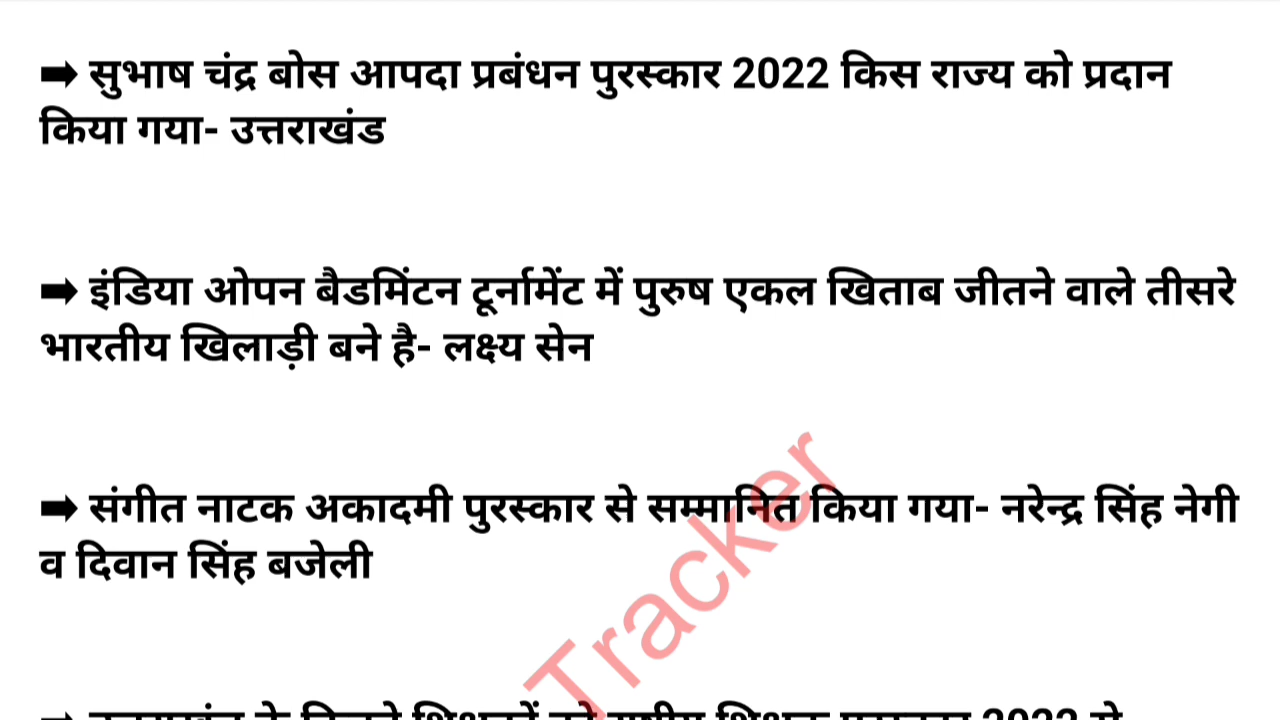 ➡ सुभाष चंद्र बोस आपदा प्रबंधन पुरस्कार 2022 किस राज्य को प्रदान
किया गया- उत्तराखंड
➡ इंडिया ओपन बैडमिंटन टूर्नामेंट में पुरुष एकल खिताब जीतने वाले तीसरे
भारतीय खिलाड़ी बने है- लक्ष्य सेन
➡ संगीत नाटक अकादमी पुरस्कार से सम्मानित किया गया- नरेन्द्र सिंह नेगी
व दिवान सिंह बजेली
Tracker